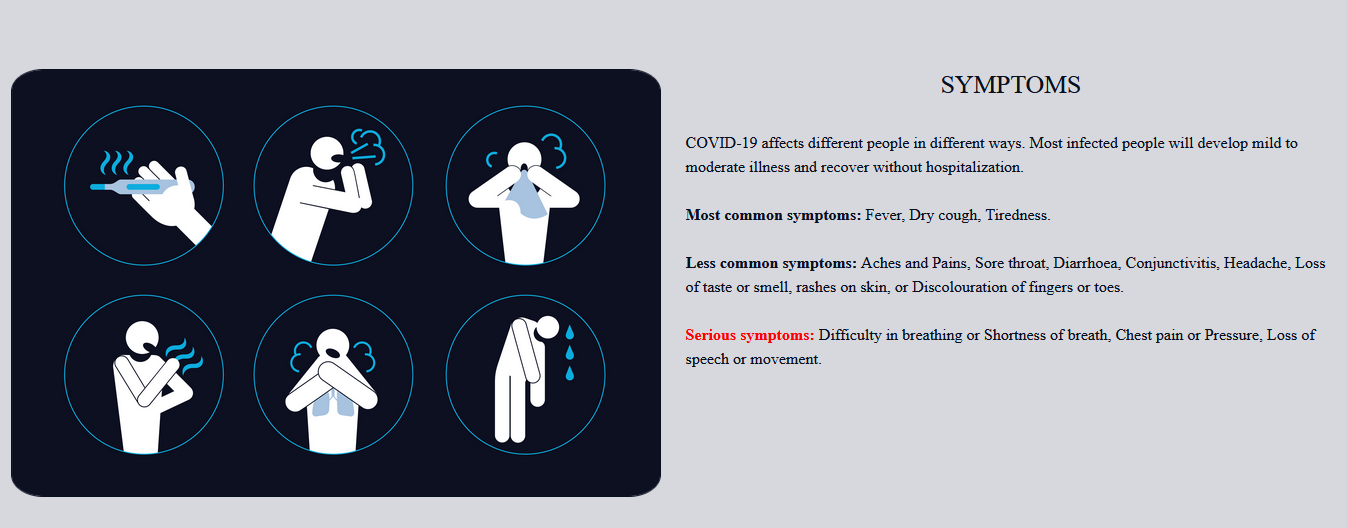 SYMPTOMS
COVID-19 affects different people in different ways. Most infected people will develop mild to
moderate illness and recover without hospitalization.
Most common symptoms: Fever, Dry cough, Tiredness.
Less common symptoms: Aches and Pains, Sore throat, Diarrhoea, Conjunctivitis, Headache, Loss
of taste or smell, rashes on skin, or Discolouration of fingers or toes.
Serious symptoms: Difficulty in breathing or Shortness of breath, Chest pain or Pressure, Loss of
speech or movement.